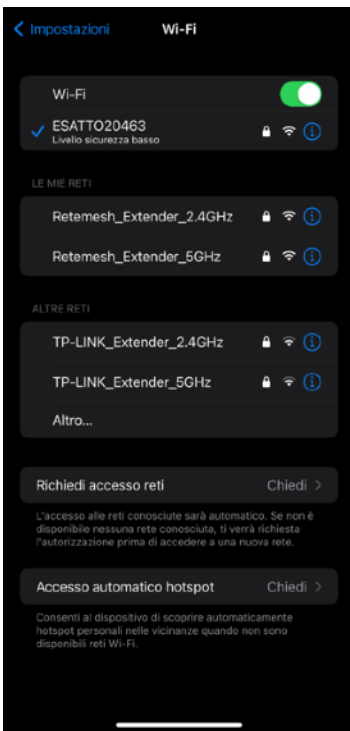 Impostazioni
Wi-Fi
Wi-Fi
ESATTO20463
Livello sicurezza basso
LE MIE RETI
Retemesh_Extender_2.4GHz
Retemesh_Extender_5GHz
ALTRE RETI
TP-LINK_Extender_2.4GHz
TP-LINK_Extender_5GHz
Altro...
Richiedi accesso reti
Chiedi
L'accesso alle reti conosciute sarà automatico. Se non è
disponibile nessuna rete conosciuta, ti verrà richiesta
l'autorizzazione prima di accedere a una nuova rete.
Accesso automatico hotspot
Chiedi
Consenti al dispositivo di scoprire automaticamente
hotspot personali nelle vicinanze quando non sono
disponibili reti Wi-Fi.